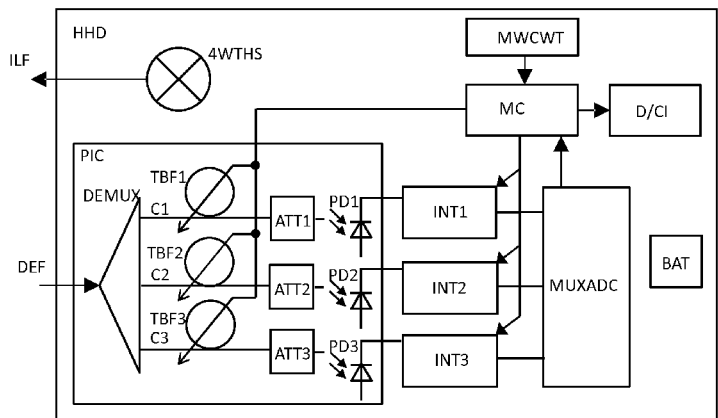 HHD
MWCWT
ILF
4WTHS
MC
D/CI
PIC
TBF1
DEMUX
C1
ATT1
PD1
INT1
DEF
TBF2
C2
ATT2
PD2
INT2
MUXADC
BAT
TBF3
C3
ATT3
PD3
INT3